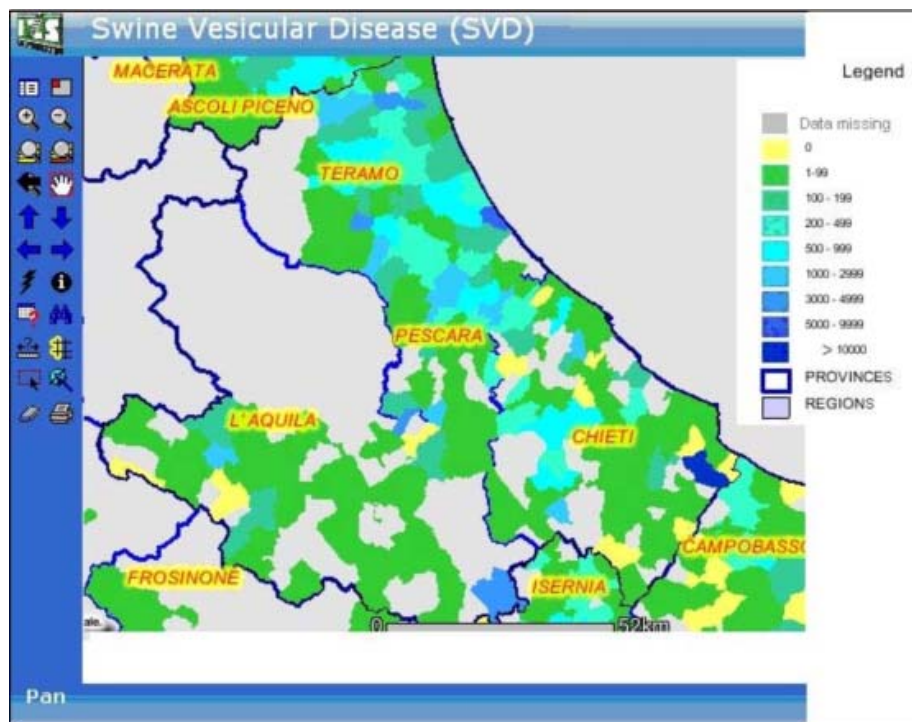 Swine Vesicular Disease (SVD)
MACERATA
ASCOLI PICENO
TERAMO
PESCARA
L'AQUILA
CHIETI
CAMPOBASSO
FROSINONE
ISERNIA
ale.
0 52km
Pan
Legend
Data missing
0
1-99
100 - 199
200 - 499
500 - 999
1000 - 2999
3000 - 4999
5000 - 9999
> 10000
PROVINCES
REGIONS